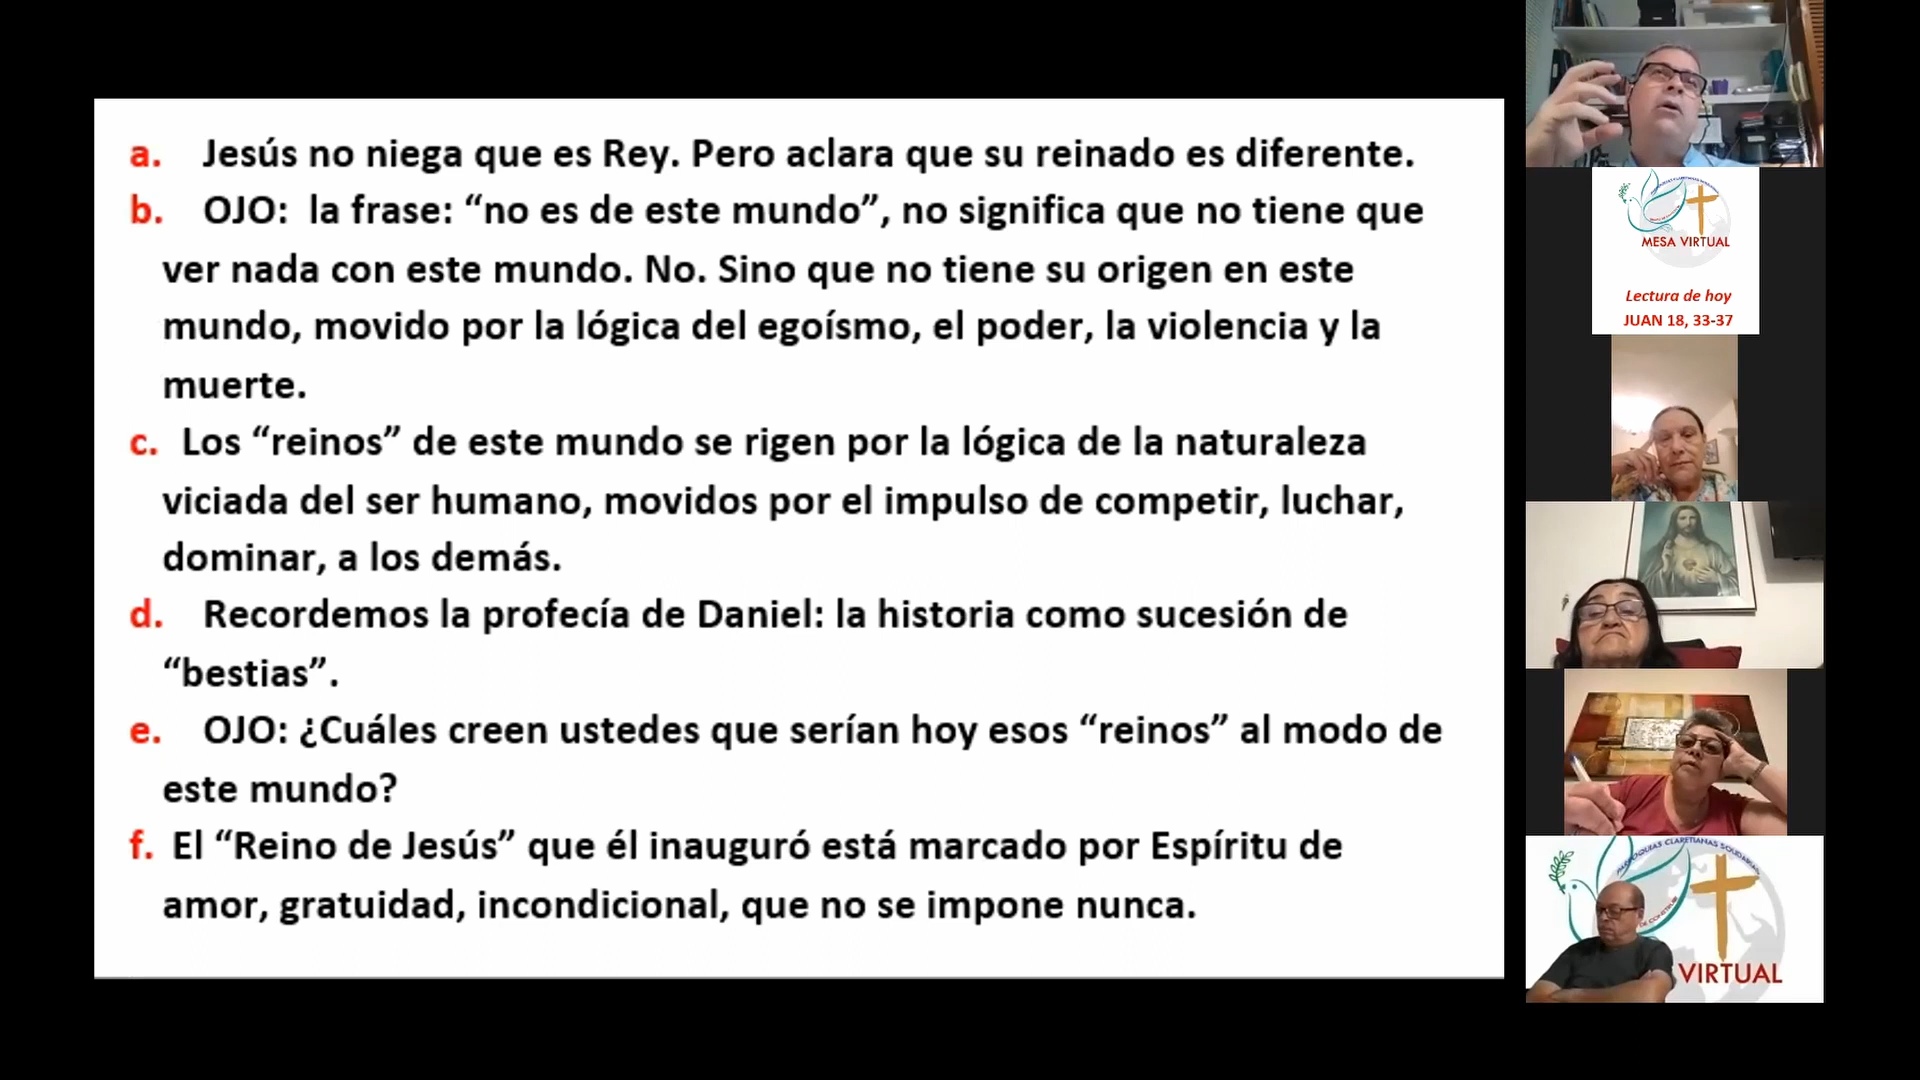 a. Jesús no niega que es Rey. Pero aclara que su reinado es diferente.
b. OJO: la frase: “no es de este mundo”, no significa que no tiene que
ver nada con este mundo. No. Sino que no tiene su origen en este
mundo, movido por la lógica del egoísmo, el poder, la violencia y la
muerte.
c. Los “reinos” de este mundo se rigen por la lógica de la naturaleza
viciada del ser humano, movidos por el impulso de competir, luchar,
dominar, a los demás.
d. Recordemos la profecía de Daniel: la historia como sucesión de
“bestias”.
e. OJO: ¿Cuáles creen ustedes que serían hoy esos “reinos” al modo de
este mundo?
f. El “Reino de Jesús” que él inauguró está marcado por Espíritu de
amor, gratuidad, incondicional, que no se impone nunca.
MESA VIRTUAL
Lectura de hoy
JUAN 18, 33-37
CLARETIANAS SOLIDARIAS
VIRTUAL